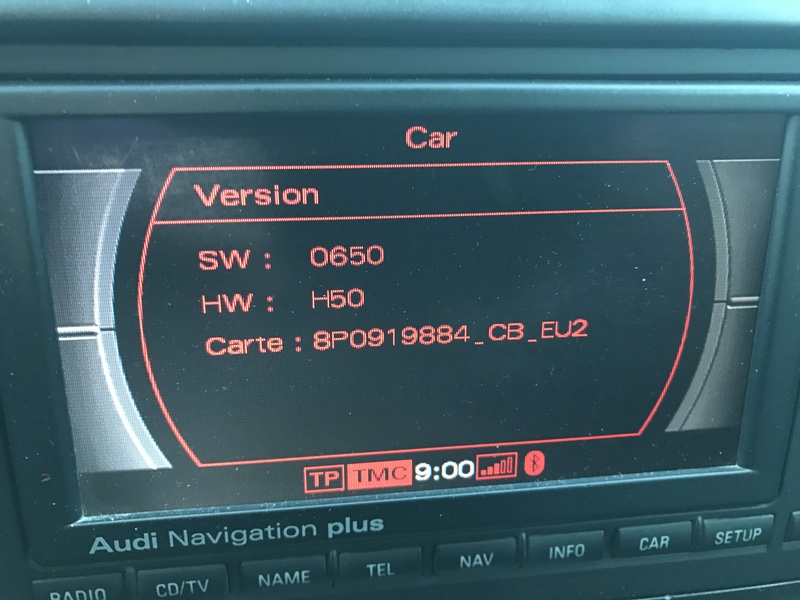 Car
Version
SW : 0650
HW : H50
Carte : 8P0919884_CB_EU2
TP TMC 9:00
Audi Navigation plus
RADIO CD/TV NAME TEL NAV INFO CAR SETUP